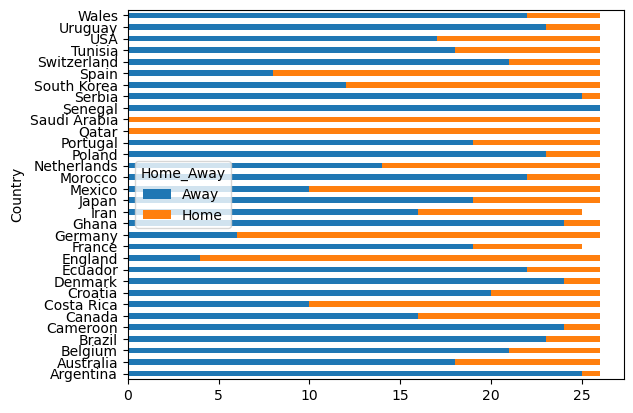 Wales
Uruguay
USA
Tunisia
Switzerland
Spain
South Korea
Serbia
Senegal
Saudi Arabia
Qatar
Portugal
Poland
Netherlands
Morocco
Mexico
Japan
Iran
Ghana
Germany
France
England
Ecuador
Denmark
Croatia
Costa Rica
Canada
Cameroon
Brazil
Belgium
Australia
Argentina
Country
Home_Away
Away
Home
0 5 10 15 20 25